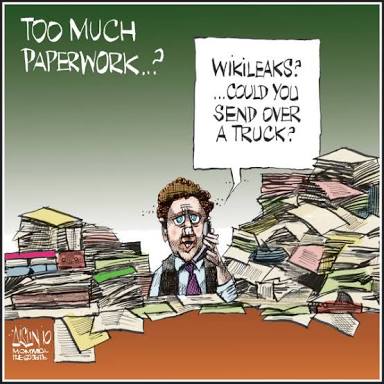 TOO MUCH
PAPERWORK...?
WIKILEAKS?
...COULD YOU
SEND OVER
A TRUCK?